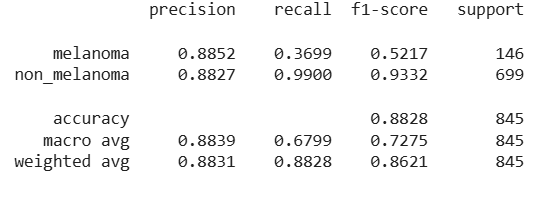 precision recall f1-score support
melanoma 0.8852 0.3699 0.5217 146
non_melanoma 0.8827 0.9900 0.9332 699
accuracy 0.8828 845
macro avg 0.8839 0.6799 0.7275 845
weighted avg 0.8831 0.8828 0.8621 845